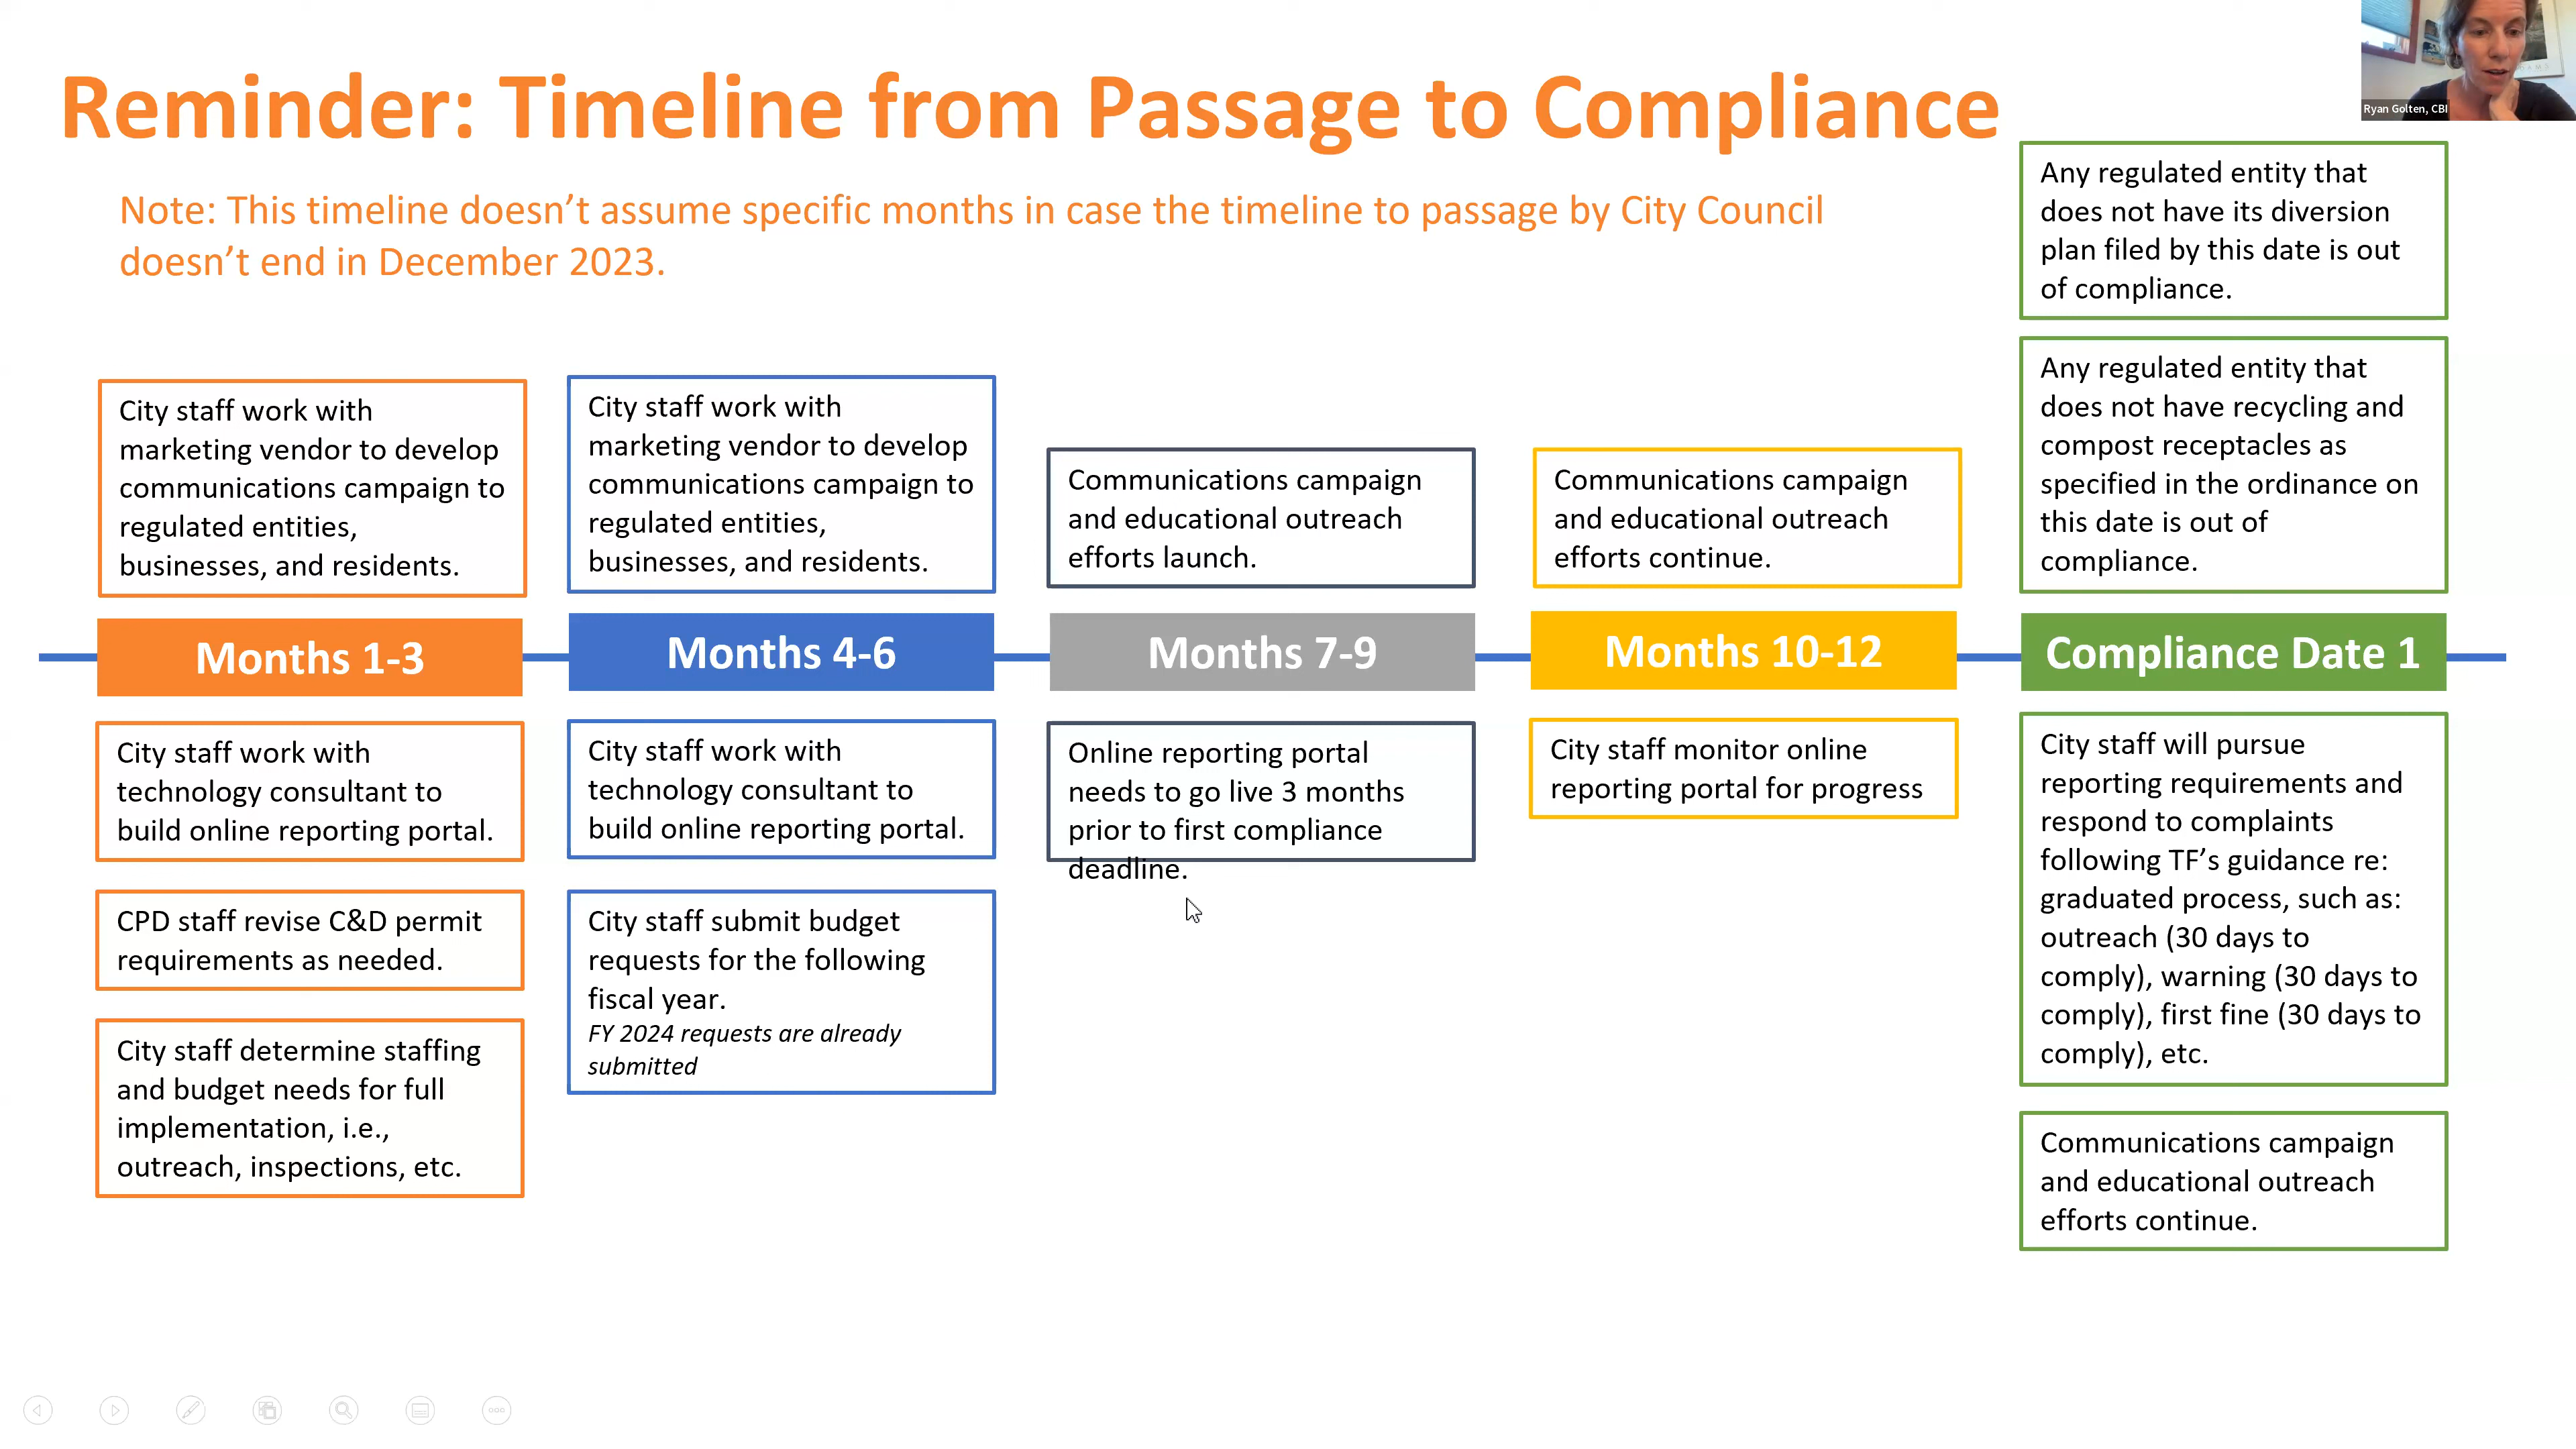 Reminder: Timeline from Passage to Compliance
Ryan Golten, CBI
Note: This timeline doesn’t assume specific months in case the timeline to passage by City Council
doesn’t end in December 2023.
City staff work with
marketing vendor to develop
communications campaign to
regulated entities,
businesses, and residents.
City staff work with
marketing vendor to develop
communications campaign to
regulated entities,
businesses, and residents.
Communications campaign
and educational outreach
efforts launch.
Communications campaign
and educational outreach
efforts continue.
Any regulated entity that
does not have its diversion
plan filed by this date is out
of compliance.
Any regulated entity that
does not have recycling and
compost receptacles as
specified in the ordinance on
this date is out of
compliance.
Months 1-3
Months 4-6
Months 7-9
Months 10-12
Compliance Date 1
City staff work with
technology consultant to
build online reporting portal.
CPD staff revise C&D permit
requirements as needed.
City staff determine staffing
and budget needs for full
implementation, i.e.,
outreach, inspections, etc.
City staff work with
technology consultant to
build online reporting portal.
City staff submit budget
requests for the following
fiscal year.
FY 2024 requests are already
submitted
Online reporting portal
needs to go live 3 months
prior to first compliance
deadline.
City staff monitor online
reporting portal for progress
City staff will pursue
reporting requirements and
respond to complaints
following TF’s guidance re:
graduated process, such as:
outreach (30 days to
comply), warning (30 days to
comply), first fine (30 days to
comply), etc.
Communications campaign
and educational outreach
efforts continue.